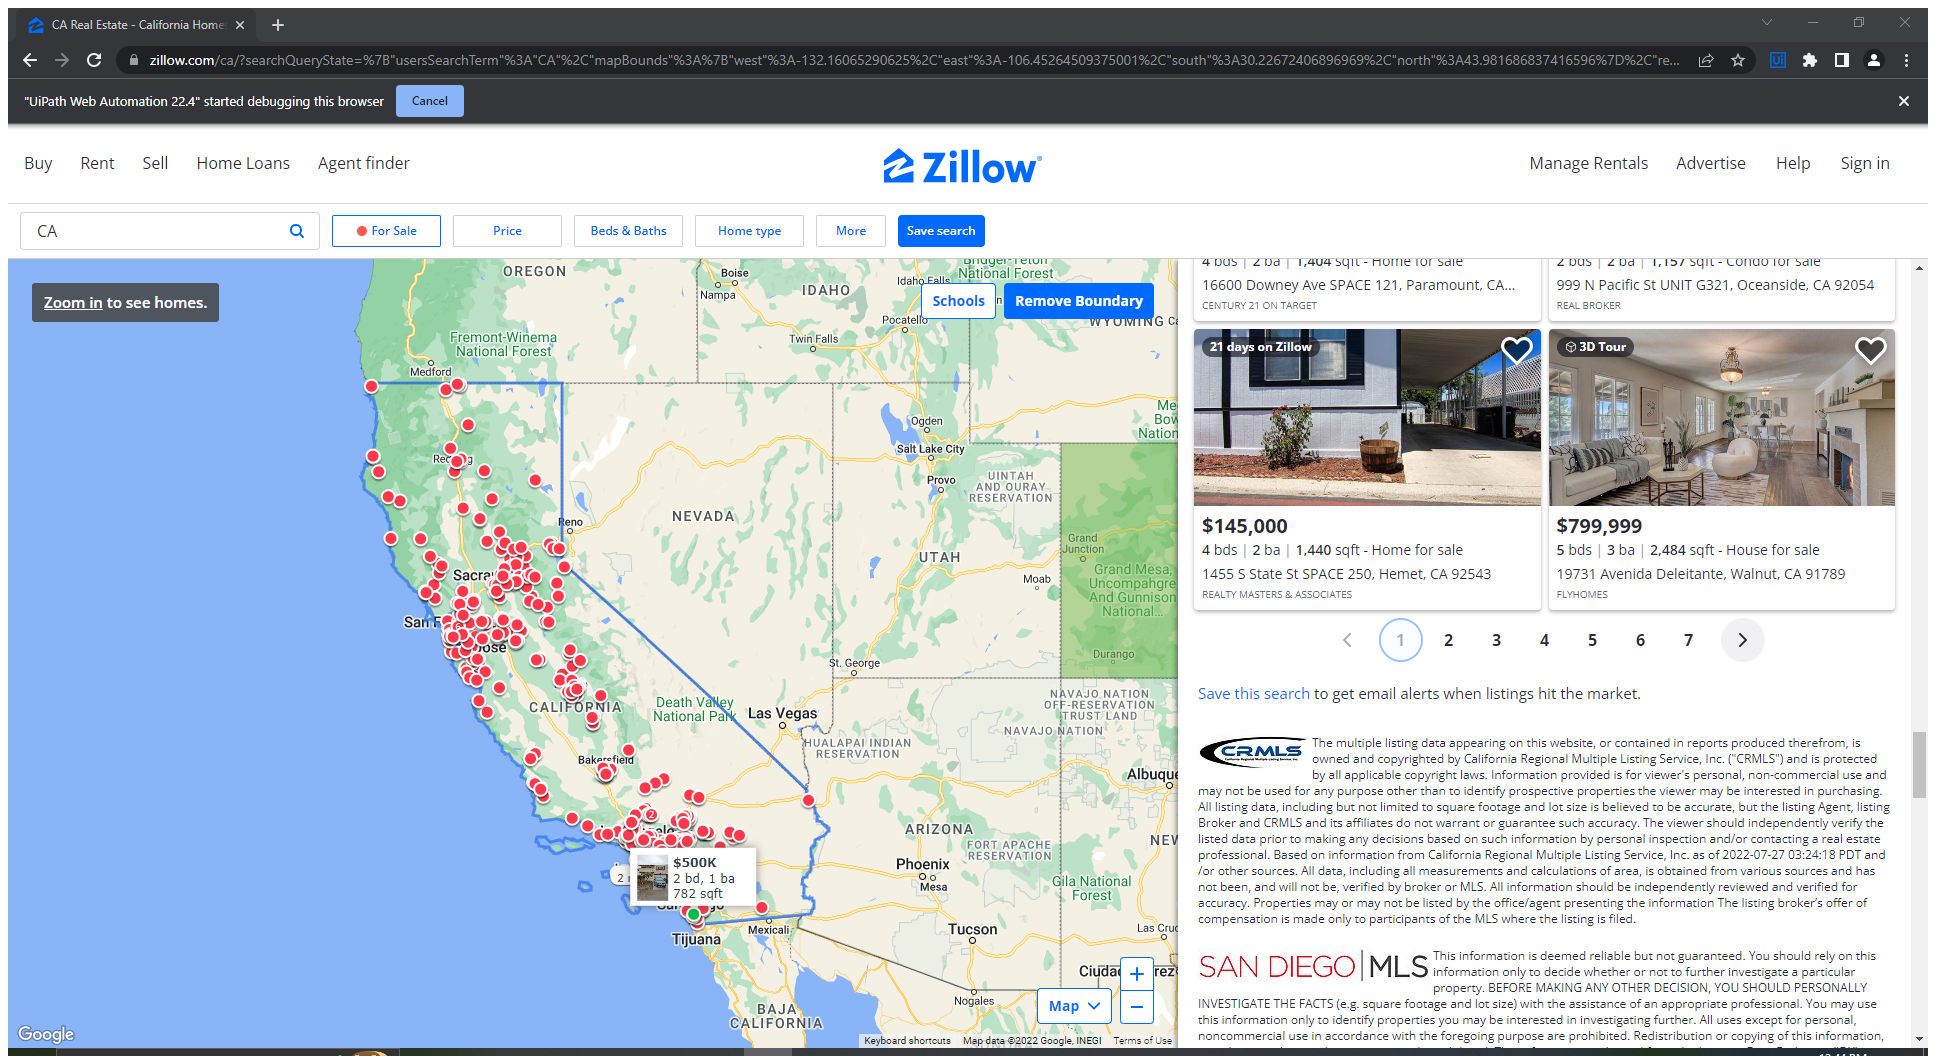 CA Real Estate - California Home
zillow.com/ca/?searchQueryState=%7B"usersSearchTerm"%3A"CA"%2C"mapBounds"%3A%7B"west"%3A-132.16065290625%2C"east"%3A-106.45264509375001%2C"south"%3A30.22672406896969%2C"north"%3A43.981686837416596%7D%2C"re...
"UiPath Web Automation 22.4" started debugging this browser Cancel
Buy Rent Sell Home Loans Agent finder
Zillow
Manage Rentals Advertise Help Sign in
CA
For Sale Price Beds & Baths Home type More Save search
Zoom in to see homes.
Schools Remove Boundary
OREGON
Boise
Nampa
IDAHO
Idaho Falls
Bridger-Teton
National Forest
Pocatello
WYOMING
Twin Falls
Fremont-Winema
National Forest
Medford
Ogden
Salt Lake City
Provo
UINTAH
AND OURAY
RESERVATION
Reno
NEVADA
UTAH
Grand
Junction
Moab
Grand Mesa,
Uncompahgre
And Gunnison
National...
Durango
St. George
CALIFORNIA
Death Valley
National Park
Las Vegas
NAVAJO NATION
OFF-RESERVATION
TRUST LAND
NAVAJO NATION
HUALAPAI INDIAN
RESERVATION
Bakersfield
Albuque
ARIZONA
FORT APACHE
RESERVATION
NEW
Phoenix
Mesa
Gila National
Forest
2
$500K
2 bd, 1 ba
782 sqft
Mexicali
Tijuana
Tucson
Las Cruc
Nogales
BAJA
CALIFORNIA
Map
+
−
Google
Keyboard shortcuts Map data ©2022 Google, INEGI Terms of Use
4 bds | 2 ba | 1,404 sqft - Home for sale
16600 Downey Ave SPACE 121, Paramount, CA...
CENTURY 21 ON TARGET
2 bds | 2 ba | 1,157 sqft - Condo for sale
999 N Pacific St UNIT G321, Oceanside, CA 92054
REAL BROKER
21 days on Zillow
$145,000
4 bds | 2 ba | 1,440 sqft - Home for sale
1455 S State St SPACE 250, Hemet, CA 92543
REALTY MASTERS & ASSOCIATES
3D Tour
$799,999
5 bds | 3 ba | 2,484 sqft - House for sale
19731 Avenida Deleitante, Walnut, CA 91789
FLYHOMES
1 2 3 4 5 6 7
Save this search to get email alerts when listings hit the market.
CRMLS
The multiple listing data appearing on this website, or contained in reports produced therefrom, is
owned and copyrighted by California Regional Multiple Listing Service, Inc. ("CRMLS") and is protected
by all applicable copyright laws. Information provided is for viewer's personal, non-commercial use and
may not be used for any purpose other than to identify prospective properties the viewer may be interested in purchasing.
All listing data, including but not limited to square footage and lot size is believed to be accurate, but the listing Agent, listing
Broker and CRMLS and its affiliates do not warrant or guarantee such accuracy. The viewer should independently verify the
listed data prior to making any decisions based on such information by personal inspection and/or contacting a real estate
professional. Based on information from California Regional Multiple Listing Service, Inc. as of 2022-07-27 03:24:18 PDT and
/or other sources. All data, including all measurements and calculations of area, is obtained from various sources and has
not been, and will not be, verified by broker or MLS. All information should be independently reviewed and verified for
accuracy. Properties may or may not be listed by the office/agent presenting the information The listing broker's offer of
compensation is made only to participants of the MLS where the listing is filed.
SAN DIEGO | MLS
This information is deemed reliable but not guaranteed. You should rely on this
information only to decide whether or not to further investigate a particular
property. BEFORE MAKING ANY OTHER DECISION, YOU SHOULD PERSONALLY
INVESTIGATE THE FACTS (e.g. square footage and lot size) with the assistance of an appropriate professional. You may use
this information only to identify properties you may be interested in investigating further. All uses except for personal,
noncommercial use in accordance with the foregoing purpose are prohibited. Redistribution or copying of this information,